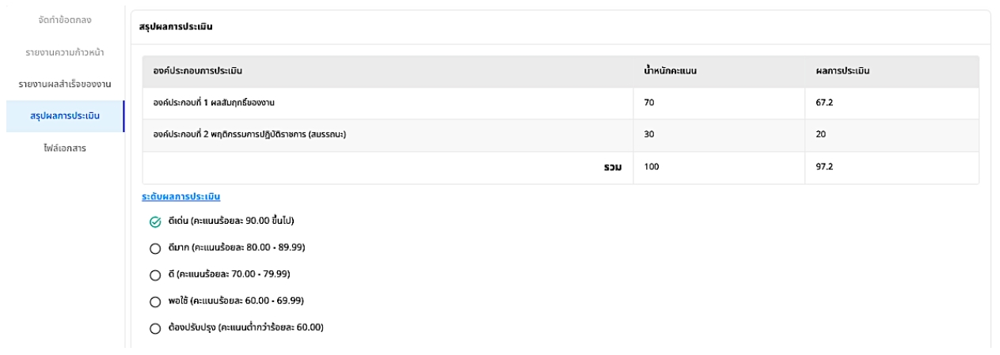 จัดทำข้อตกลง
รายงานความก้าวหน้า
รายงานผลสำเร็จของงาน
สรุปผลการประเมิน
ไฟล์เอกสาร
สรุปผลการประเมิน
องค์ประกอบการประเมิน น้ำหนักคะแนน ผลการประเมิน
องค์ประกอบที่ 1 ผลสัมฤทธิ์ของงาน 70 67.2
องค์ประกอบที่ 2 พฤติกรรมการปฏิบัติราชการ (สมรรถนะ) 30 20
รวม 100 97.2
ระดับผลการประเมิน
ดีเด่น (คะแนนร้อยละ 90.00 ขึ้นไป)
ดีมาก (คะแนนร้อยละ 80.00 - 89.99)
ดี (คะแนนร้อยละ 70.00 - 79.99)
พอใช้ (คะแนนร้อยละ 60.00 - 69.99)
ต้องปรับปรุง (คะแนนต่ำกว่าร้อยละ 60.00)